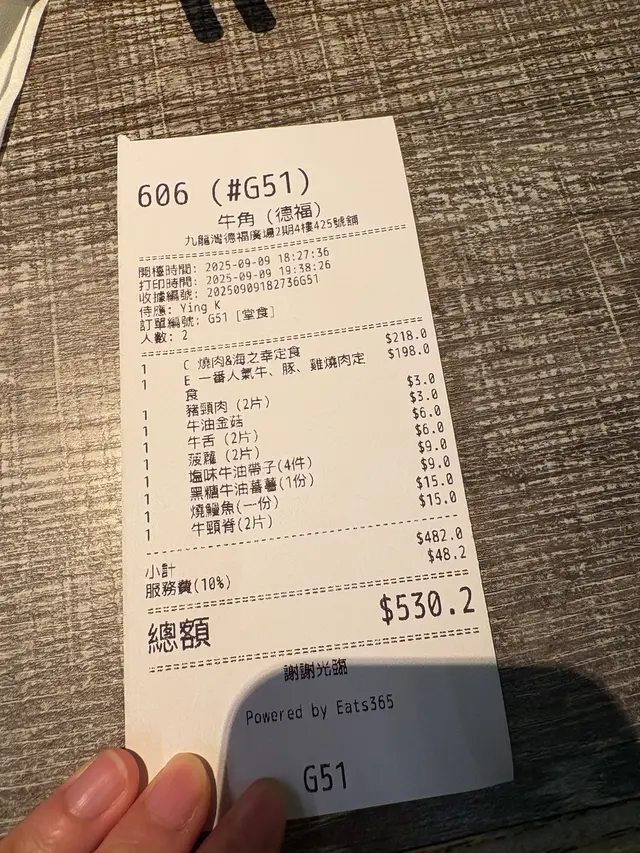 606 (#G51)
牛角 (德福)
九龍灣德福廣場2期4樓425號舖
開檯時間: 2025-09-09 18:27:36
打印時間: 2025-09-09 19:38:26
收據編號: 20250909182736G51
侍應: Ying K
訂單編號: G51 [堂食]
人數: 2
1 C 燒肉&海之幸定食 $218.0
1 E 一番人氣牛、豚、雞燒肉定食 $198.0
1 豬頸肉 (2片) $3.0
1 牛油金菇 $3.0
1 牛舌 (2片) $6.0
1 菠蘿 (2片) $6.0
1 塩味牛油帶子(4件) $9.0
1 黑糖牛油蕃薯(1份) $9.0
1 燒鰻魚(一份) $15.0
1 牛頸脊(2片) $15.0
小計 $482.0
服務費(10%) $48.2
總額 $530.2
謝謝光臨
Powered by Eats365
G51